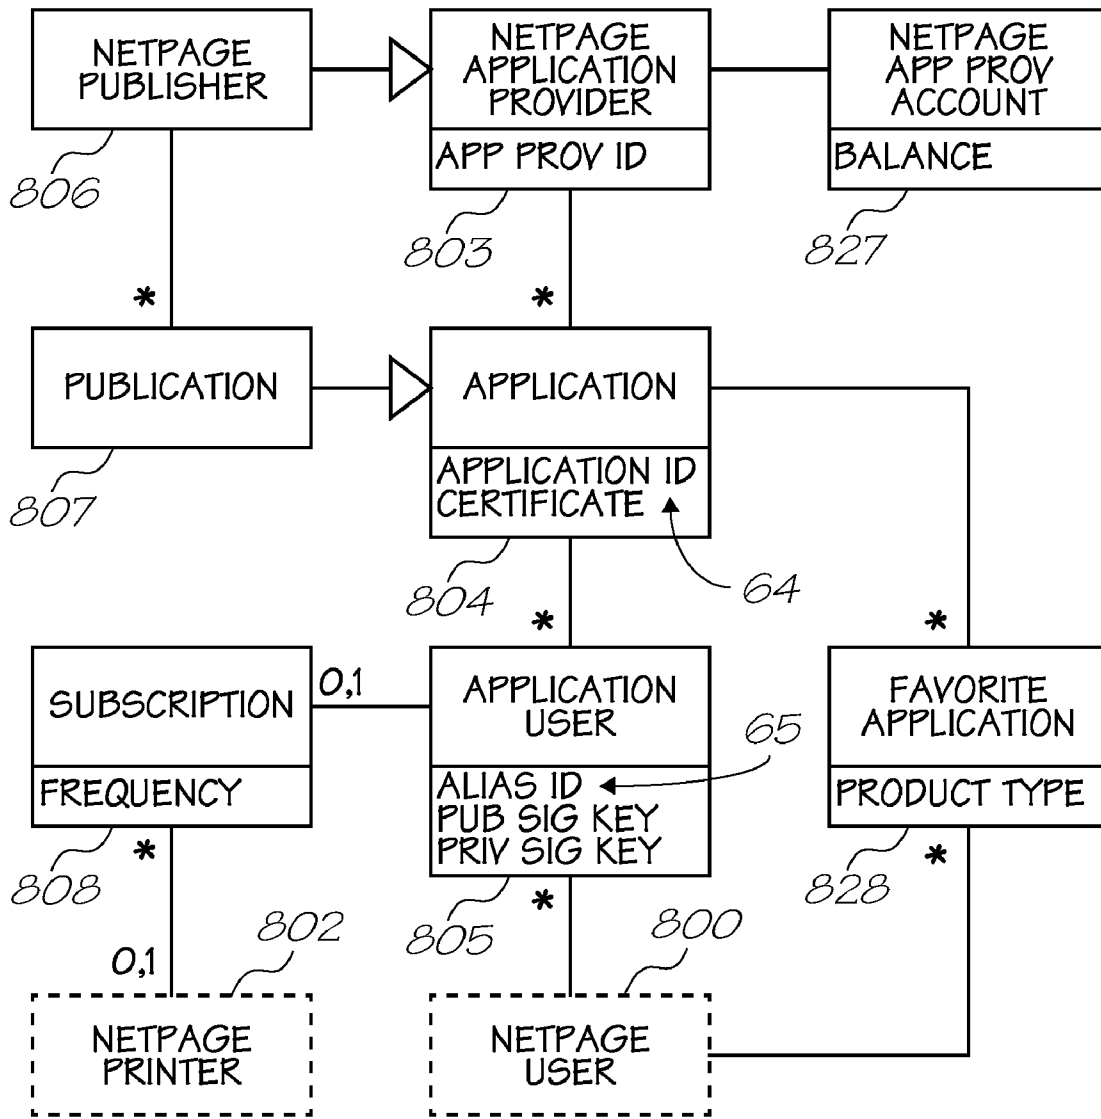 NETPAGE
PUBLISHER
NETPAGE
APPLICATION
PROVIDER
NETPAGE
APP PROV
ACCOUNT
APP PROV ID
BALANCE
806
803
827
*
*
PUBLICATION
APPLICATION
APPLICATION ID
CERTIFICATE
807
804
64
*
*
SUBSCRIPTION
0,1
APPLICATION
USER
FAVORITE
APPLICATION
65
FREQUENCY
ALIAS ID
PUB SIG KEY
PRIV SIG KEY
PRODUCT TYPE
*
*
*
808
805
828
802
800
0,1
NETPAGE
PRINTER
NETPAGE
USER